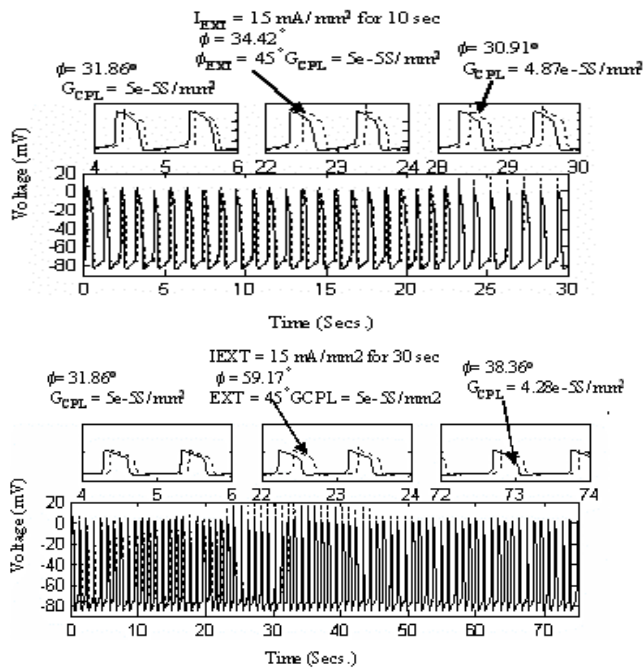 I_EXT = 15 mA/mm² for 10 sec
ϕ = 34.42°
ϕ = 31.86°
ϕ_EXT = 45° G_CPL = 5e-5S/mm²
ϕ = 30.91°
G_CPL = 5e-5S/mm²
G_CPL = 4.87e-5S/mm²
4 5 6 22 23 24 28 29 30
Voltage (mV)
20
0
-20
-40
-60
-80
0 5 10 15 20 25 30
Time (Secs.)
IEXT = 15 mA/mm2 for 30 sec
ϕ = 31.86°
ϕ = 59.17°
ϕ = 38.36°
G_CPL = 5e-5S/mm²
EXT = 45° GCPL = 5e-5S/mm2
G_CPL = 4.28e-5S/mm²
4 5 6 22 23 24 72 73 74
Voltage (mV)
20
0
-20
-40
-60
-80
0 10 20 30 40 50 60 70
Time (Secs.)